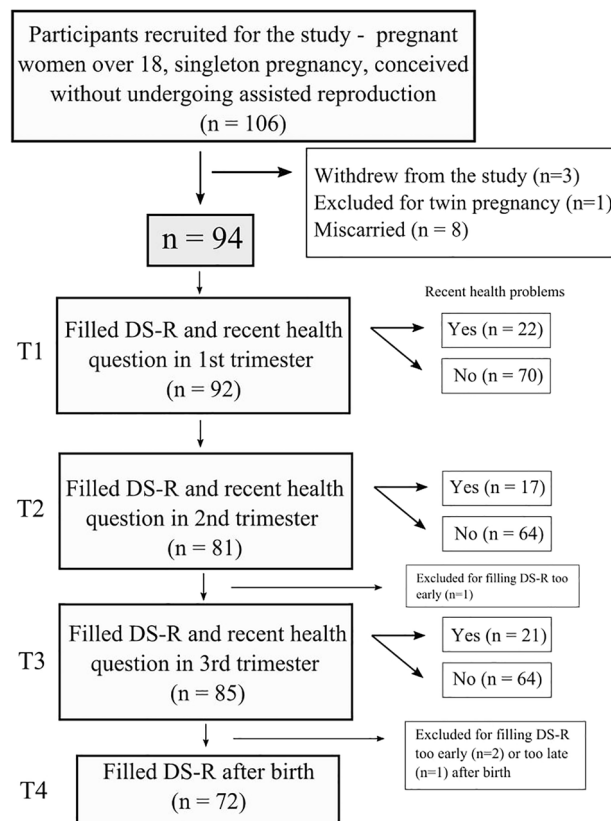 Participants recruited for the study - pregnant
women over 18, singleton pregnancy, conceived
without undergoing assisted reproduction
(n = 106)
Withdrew from the study (n=3)
Excluded for twin pregnancy (n=1)
Miscarried (n = 8)
n = 94
Recent health problems
T1
Filled DS-R and recent health
question in 1st trimester
(n = 92)
Yes (n = 22)
No (n = 70)
T2
Filled DS-R and recent health
question in 2nd trimester
(n = 81)
Yes (n = 17)
No (n = 64)
Excluded for filling DS-R too
early (n=1)
T3
Filled DS-R and recent health
question in 3rd trimester
(n = 85)
Yes (n = 21)
No (n = 64)
Excluded for filling DS-R
too early (n=2) or too late
(n=1) after birth
T4
Filled DS-R after birth
(n = 72)